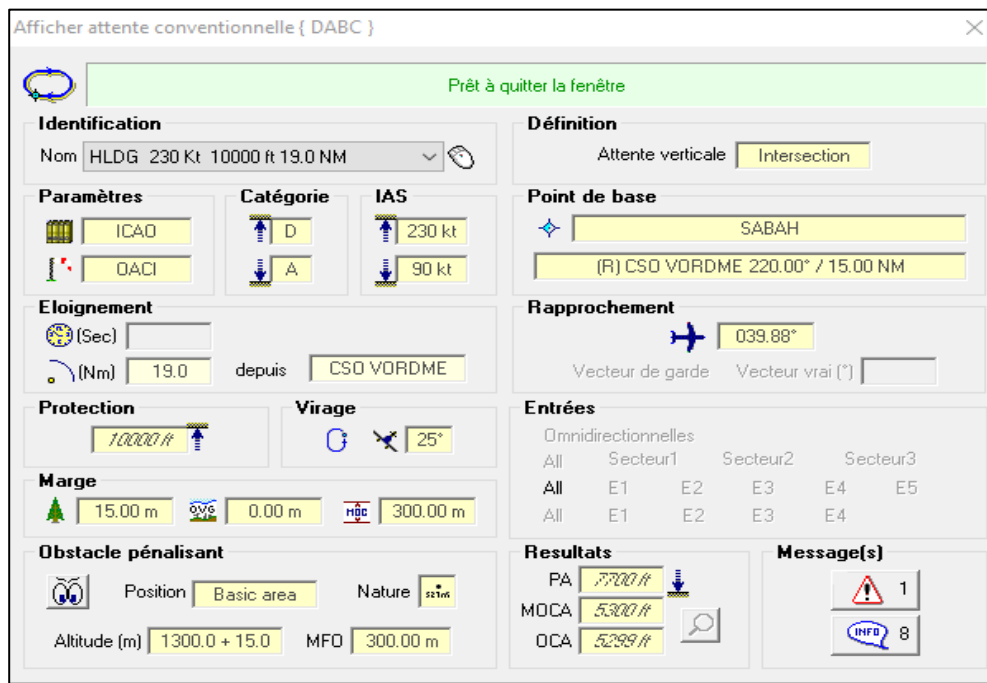 Afficher attente conventionnelle { DABC }
Prêt à quitter la fenêtre
Identification
Nom HLDG 230 Kt 10000 ft 19.0 NM
Définition
Attente verticale Intersection
Paramètres
ICAO
OACI
Catégorie
D
A
IAS
230 kt
90 kt
Point de base
SABAH
(R) CSO VORDME 220.00° / 15.00 NM
Eloignement
(Sec)
(Nm) 19.0 depuis CSO VORDME
Rapprochement
039.88°
Vecteur de garde Vecteur vrai (°)
Protection
10000 ft
Virage
25°
Entrées
Omnidirectionnelles
All Secteur1 Secteur2 Secteur3
All E1 E2 E3 E4 E5
All E1 E2 E3 E4
Marge
15.00 m OVG 0.00 m MOC 300.00 m
Obstacle pénalisant
Position Basic area Nature
Altitude (m) 1300.0 + 15.0 MFO 300.00 m
Resultats
PA 7700 ft
MOCA 5300 ft
OCA 5299 ft
Message(s)
1
INFO 8